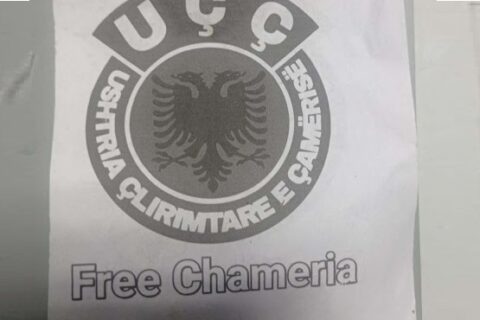 UÇÇ
USHTRIA ÇLIRIMTARE E ÇAMËRISË
Free Chameria